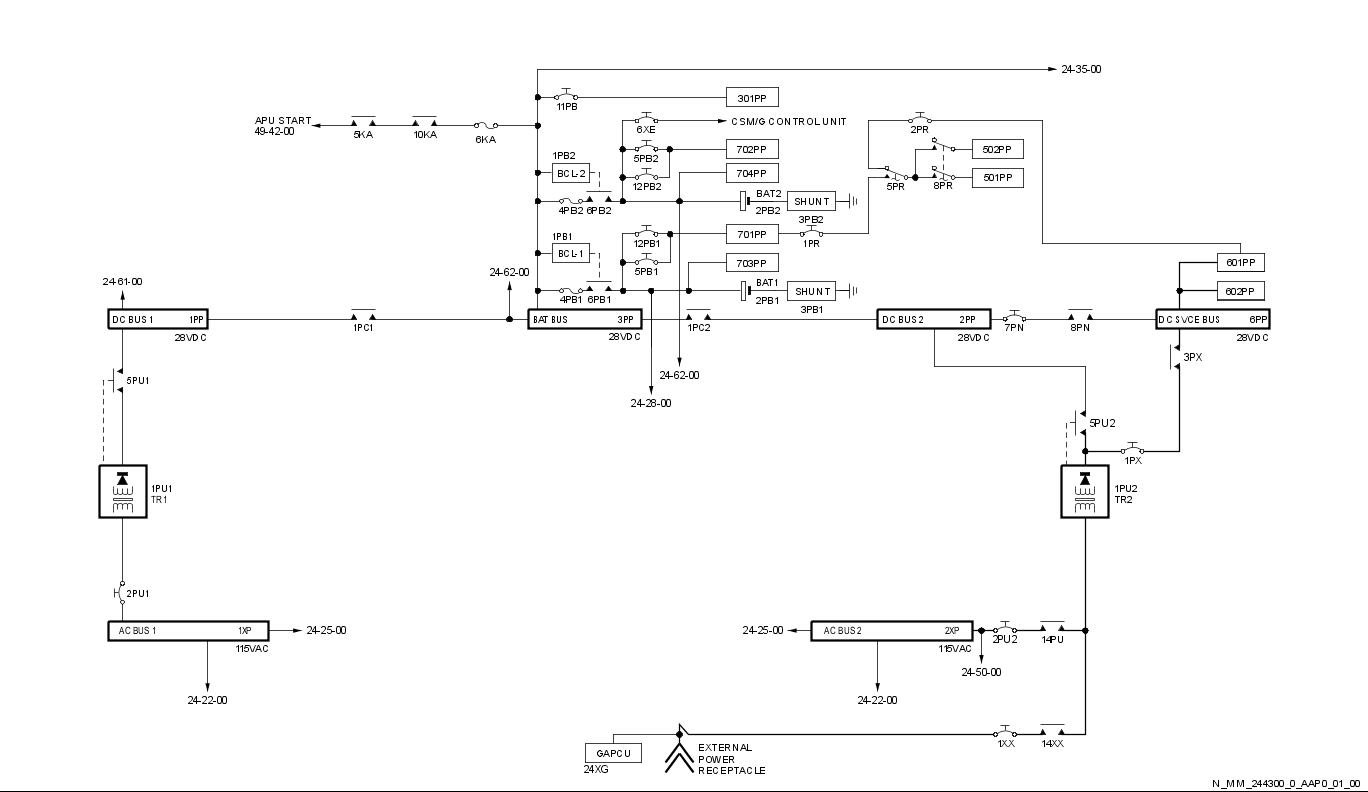 24-35-00
301PP
11PB
APU START
49-42-00
5KA
10KA
6KA
CSM/G CONTROL UNIT
6XE
2PR
1PB2
5PB2
702PP
502PP
BCL-2
704PP
12PB2
5PR
8PR
501PP
BAT2
SHUNT
4PB2
6PB2
2PB2
3PB2
1PB1
12PB1
701PP
1PR
BCL-1
5PB1
703PP
601PP
24-62-00
24-61-00
BAT1
SHUNT
602PP
4PB1
6PB1
2PB1
3PB1
DC BUS 1 1PP
BAT BUS 3PP
DC BUS 2 2PP
DC SVCE BUS 6PP
1PC1
1PC2
7PN
8PN
28VDC
28VDC
28VDC
28VDC
3PX
24-62-00
5PU1
24-28-00
5PU2
1PX
1PU1
TR1
1PU2
TR2
2PU1
AC BUS 1 1XP
24-25-00
24-25-00
AC BUS2 2XP
2PU2
14PU
115VAC
115VAC
24-50-00
24-22-00
24-22-00
1XX
14XX
GAPCU
24XG
EXTERNAL
POWER
RECEPTACLE
N_MM_244300_0_AAP0_01_00